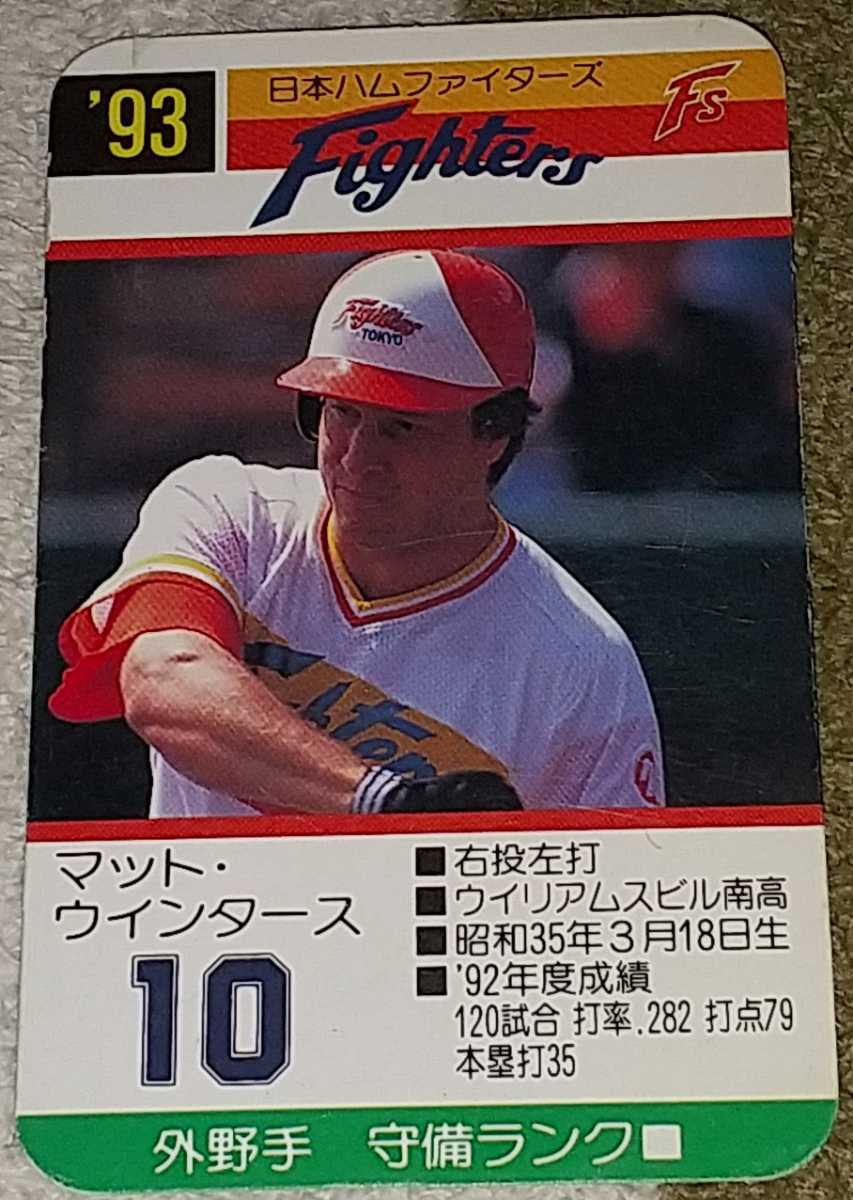 '93
日本ハムファイターズ
Fs
Fighters
Fighters
TOKYO
マット・
ウインタース
10
■右投左打
■ウイリアムスビル南高
■昭和35年3月18日生
■'92年度成績
120試合 打率.282 打点79
本塁打35
外野手 守備ランク□